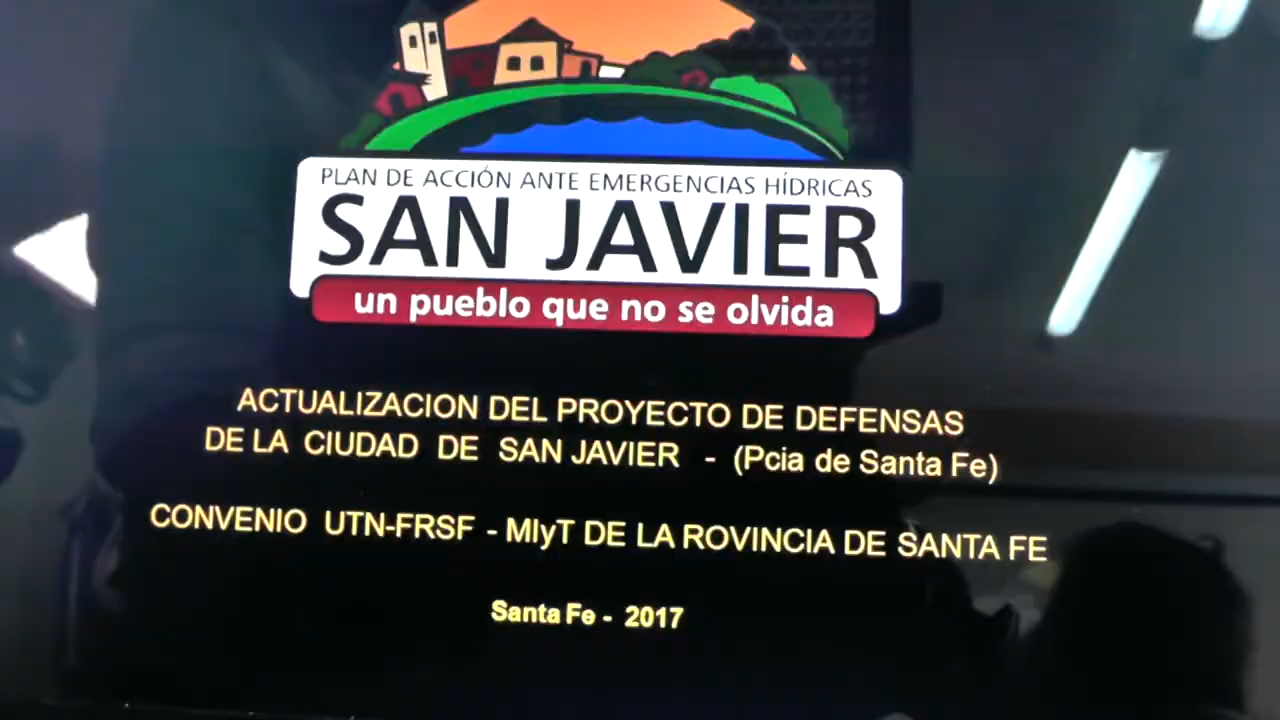 PLAN DE ACCIÓN ANTE EMERGENCIAS HÍDRICAS
SAN JAVIER
un pueblo que no se olvida
ACTUALIZACION DEL PROYECTO DE DEFENSAS
DE LA CIUDAD DE SAN JAVIER - (Pcia de Santa Fe)
CONVENIO UTN-FRSF - MIyT DE LA ROVINCIA DE SANTA FE
Santa Fe - 2017